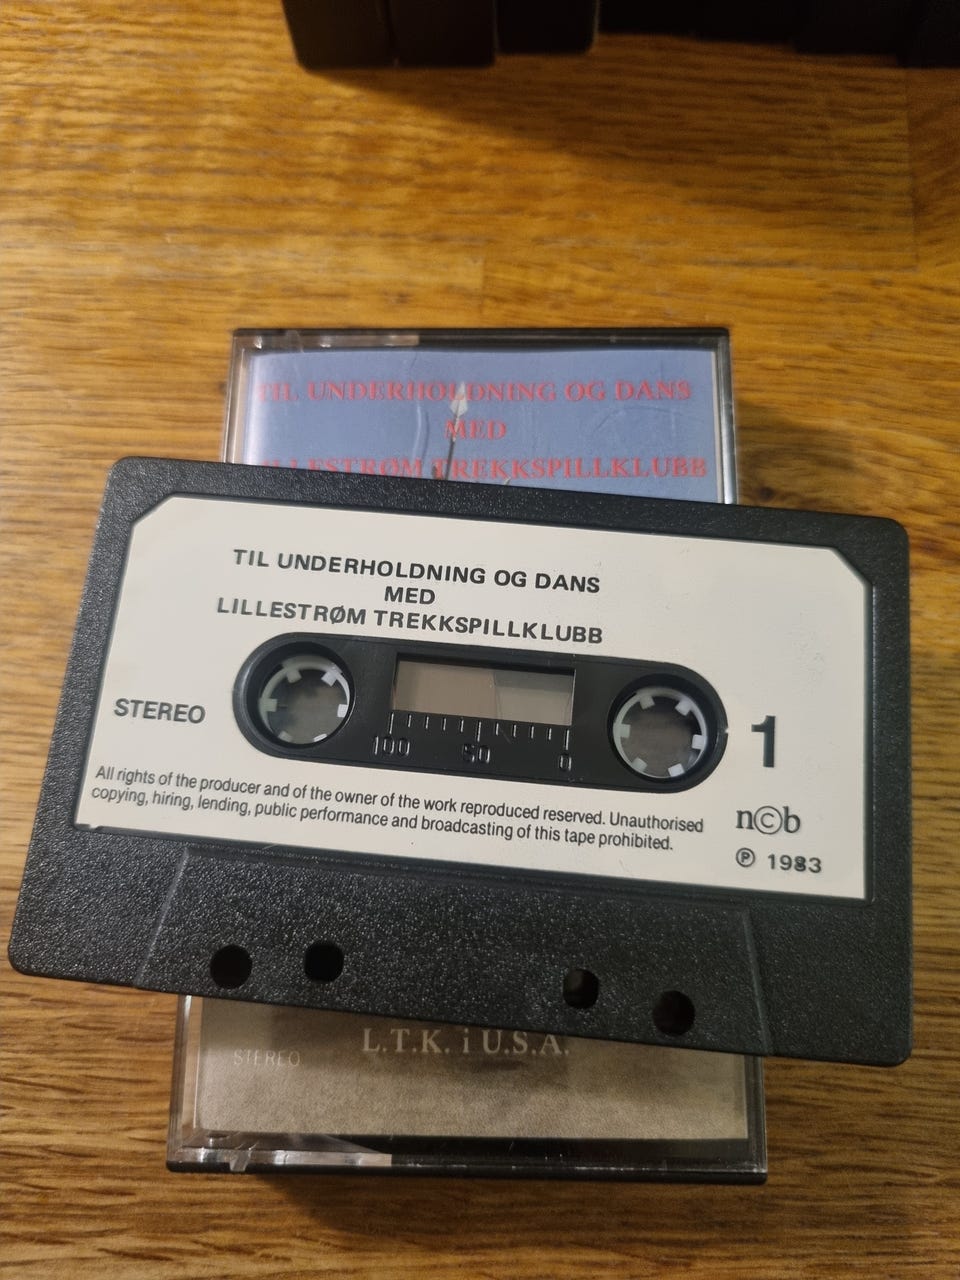 TIL UNDERHOLDNING OG DANS
MED
LILLESTRØM TREKKSPILLKLUBB
TIL UNDERHOLDNING OG DANS
MED
LILLESTRØM TREKKSPILLKLUBB
STEREO
1
100 50 0
All rights of the producer and of the owner of the work reproduced reserved. Unauthorised
copying, hiring, lending, public performance and broadcasting of this tape prohibited.
n©b
℗ 1983
STEREO
L.T.K. i U.S.A.